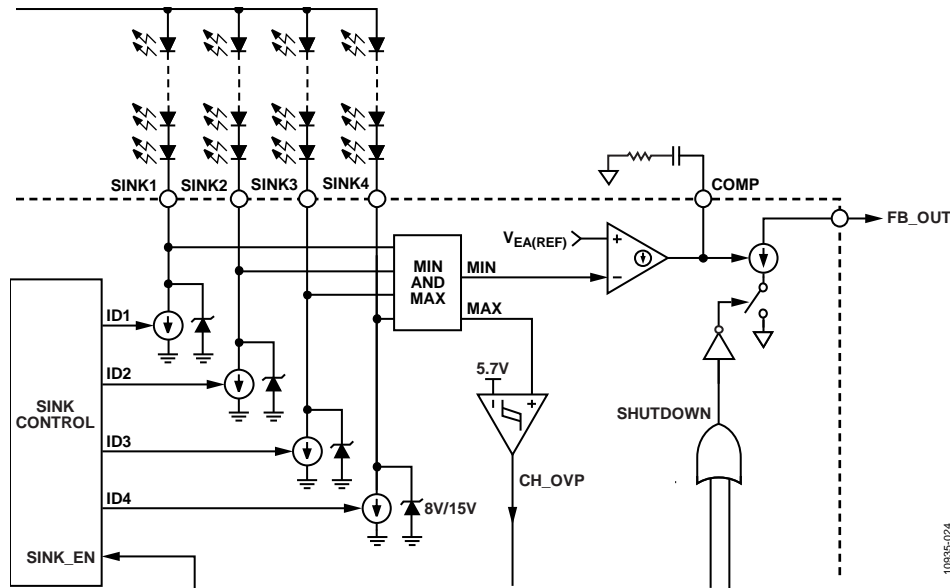 SINK1 SINK2 SINK3 SINK4
COMP
FB_OUT
VEA(REF)
+
−
MIN
AND
MAX
MIN
MAX
ID1
5.7V
− +
ID2
SINK
CONTROL
SHUTDOWN
ID3
CH_OVP
ID4
8V/15V
SINK_EN
10935-024